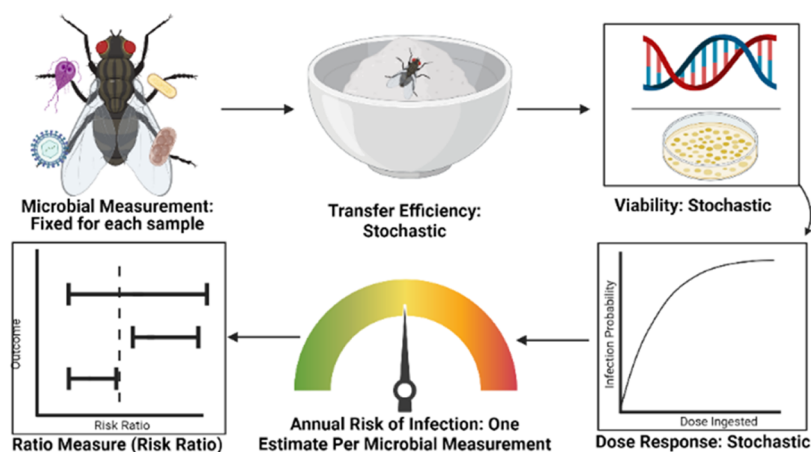 Microbial Measurement:
Fixed for each sample
Transfer Efficiency:
Stochastic
Viability: Stochastic
Infection Probability
Dose Ingested
Dose Response: Stochastic
Annual Risk of Infection: One
Estimate Per Microbial Measurement
Outcome
Risk Ratio
Ratio Measure (Risk Ratio)